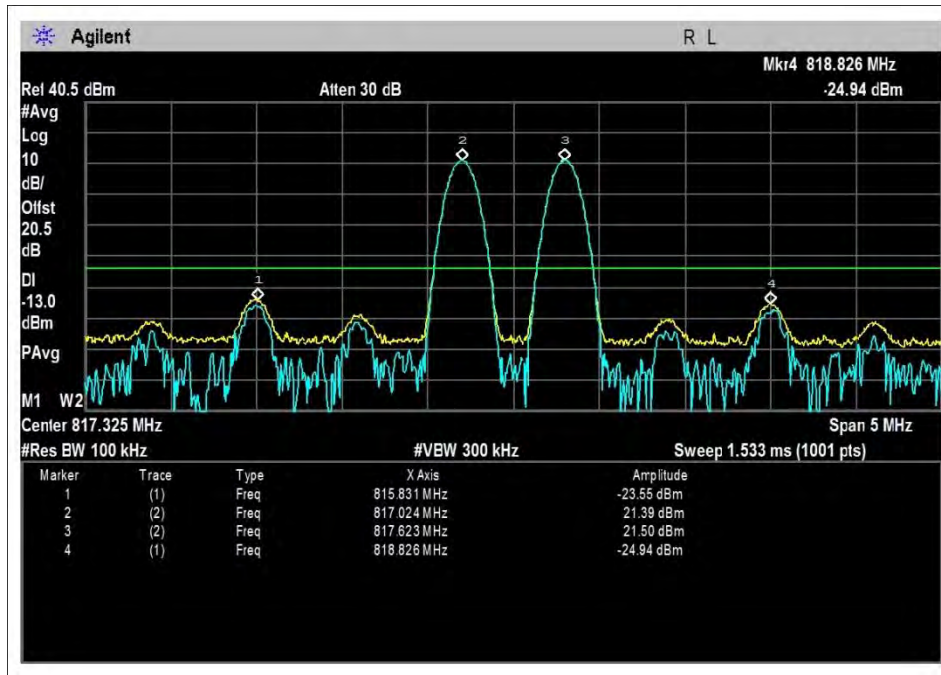 Agilent R L
Mkr4 818.826 MHz
Rel 40.5 dBm Atten 30 dB -24.94 dBm
#Avg
Log
10
dB/
Offst
20.5
dB
DI
-13.0
dBm
PAvg
M1 W2
1
2
3
4
Center 817.325 MHz Span 5 MHz
#Res BW 100 kHz #VBW 300 kHz Sweep 1.533 ms (1001 pts)
Marker Trace Type X Axis Amplitude
1 (1) Freq 815.831 MHz -23.55 dBm
2 (2) Freq 817.024 MHz 21.39 dBm
3 (2) Freq 817.623 MHz 21.50 dBm
4 (1) Freq 818.826 MHz -24.94 dBm